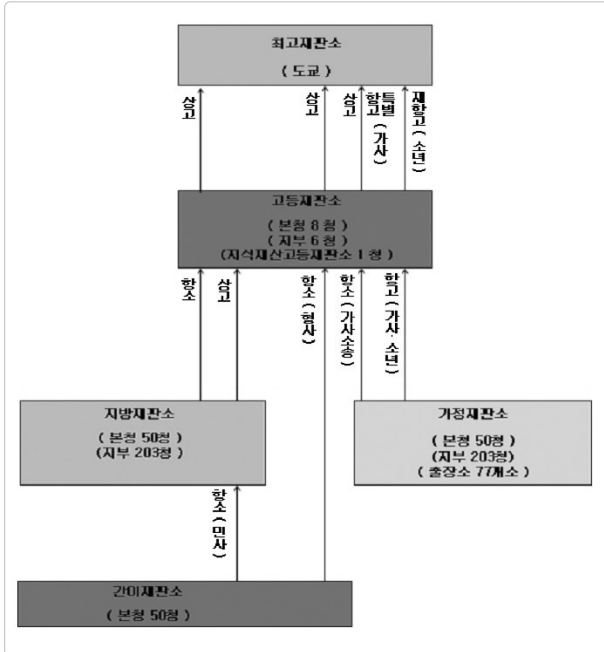 최고재판소
( 도교 )
상고
상고
상고
특별
항고 ( 가사 )
재항고 ( 소년 )
고등재판소
( 본청 8 청 )
( 지부 6 청 )
(지식재산고등재판소 1 청 )
항소
상고
항소 ( 형사 )
항소 ( 가사소송 )
항고 ( 가사·소년 )
지방재판소
( 본청 50청 )
(지부 203청 )
가정재판소
( 본청 50청 )
(지부 203청)
( 출장소 77개소 )
항소 ( 민사 )
간이재판소
( 본청 50청 )